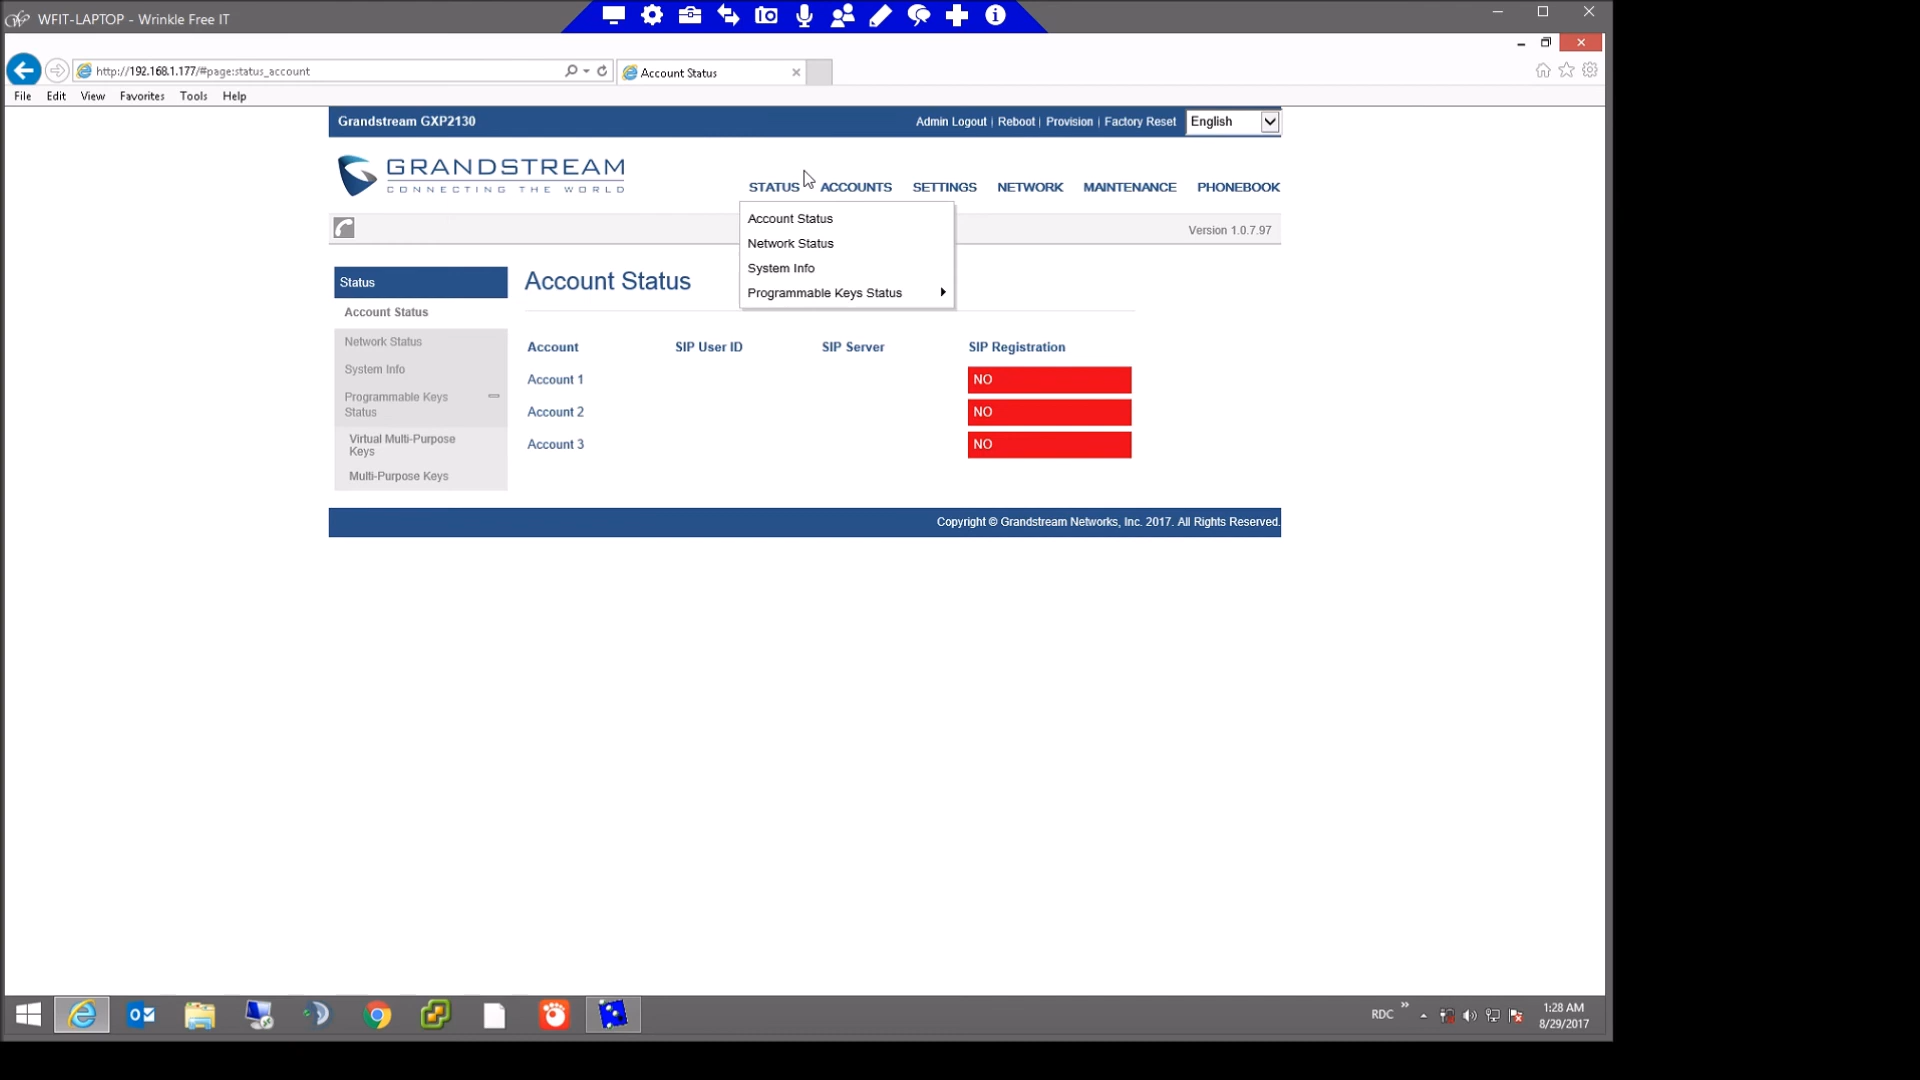 WFIT-LAPTOP - Wrinkle Free IT
http://192.168.1.177/#page:status_account
Account Status
File Edit View Favorites Tools Help
Grandstream GXP2130
Admin Logout | Reboot | Provision | Factory Reset
English
GRANDSTREAM
CONNECTING THE WORLD
STATUS ACCOUNTS SETTINGS NETWORK MAINTENANCE PHONEBOOK
Account Status
Network Status
System Info
Programmable Keys Status
Version 1.0.7.97
Status
Account Status
Network Status
System Info
Programmable Keys
Status
Virtual Multi-Purpose
Keys
Multi-Purpose Keys
Account Status
Account SIP User ID SIP Server SIP Registration
Account 1 NO
Account 2 NO
Account 3 NO
Copyright © Grandstream Networks, Inc. 2017. All Rights Reserved.
RDC
1:28 AM
8/29/2017